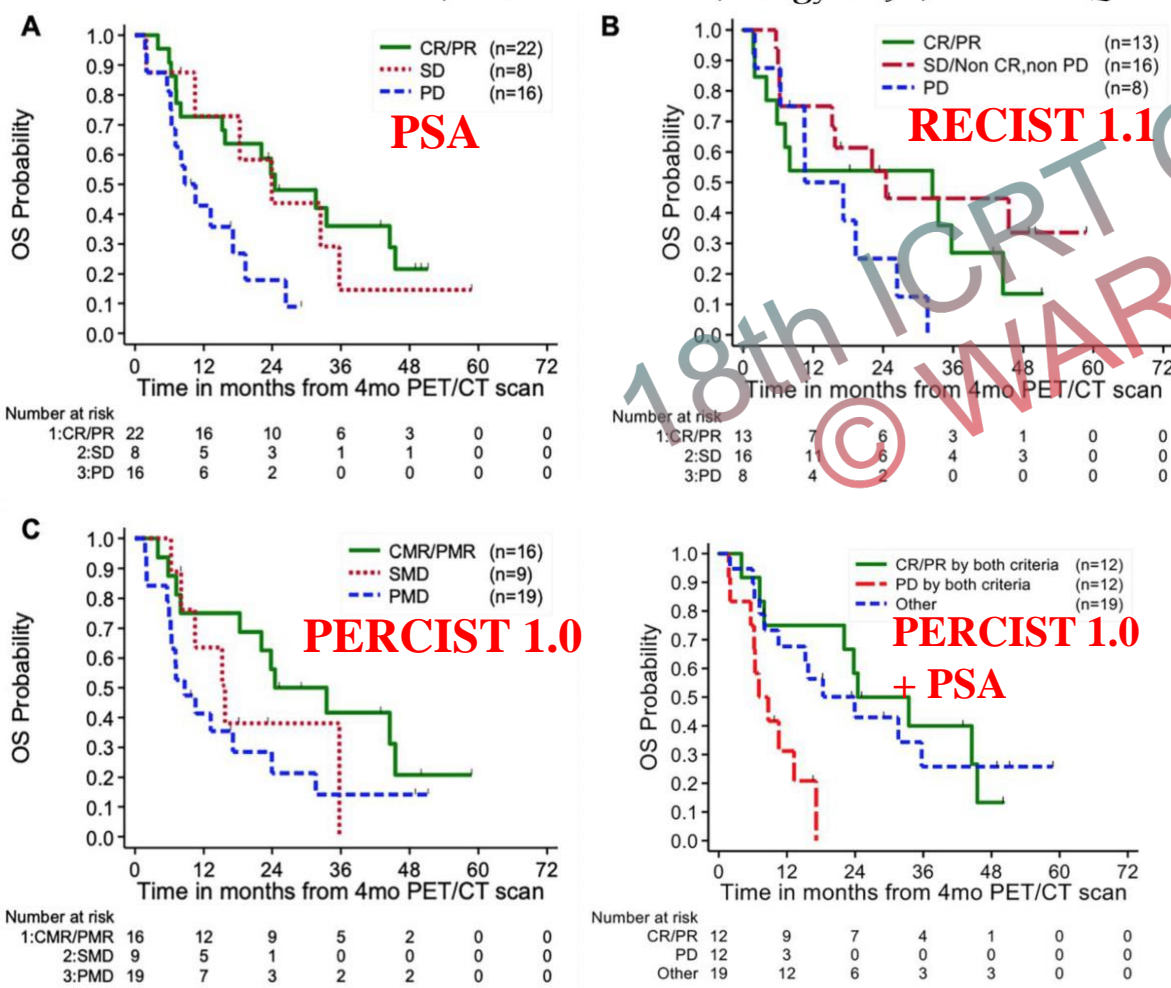 A
1.0
0.9
0.8
0.7
0.6
0.5
0.4
0.3
0.2
0.1
0.0
OS Probability
CR/PR (n=22)
SD (n=8)
PD (n=16)
PSA
0 12 24 36 48 60 72
Time in months from 4mo PET/CT scan
Number at risk
1:CR/PR 22 16 10 6 3 0 0
2:SD 8 5 3 1 1 0 0
3:PD 16 6 2 0 0 0 0
B
1.0
0.9
0.8
0.7
0.6
0.5
0.4
0.3
0.2
0.1
0.0
OS Probability
CR/PR (n=13)
SD/Non CR,non PD (n=16)
PD (n=8)
RECIST 1.1
0 12 24 36 48 60 72
Time in months from 4mo PET/CT scan
Number at risk
1:CR/PR 13 7 6 3 1 0 0
2:SD 16 11 6 4 3 0 0
3:PD 8 4 2 0 0 0 0
18th ICRT
© WAR
C
1.0
0.9
0.8
0.7
0.6
0.5
0.4
0.3
0.2
0.1
0.0
OS Probability
CMR/PMR (n=16)
SMD (n=9)
PMD (n=19)
PERCIST 1.0
0 12 24 36 48 60 72
Time in months from 4mo PET/CT scan
Number at risk
1:CMR/PMR 16 12 9 5 2 0 0
2:SMD 9 5 1 0 0 0 0
3:PMD 19 7 3 2 2 0 0
1.0
0.9
0.8
0.7
0.6
0.5
0.4
0.3
0.2
0.1
0.0
OS Probability
CR/PR by both criteria (n=12)
PD by both criteria (n=12)
Other (n=19)
PERCIST 1.0
+ PSA
0 12 24 36 48 60 72
Time in months from 4mo PET/CT scan
Number at risk
CR/PR 12 9 7 4 1 0 0
PD 12 3 0 0 0 0 0
Other 19 12 6 3 3 0 0